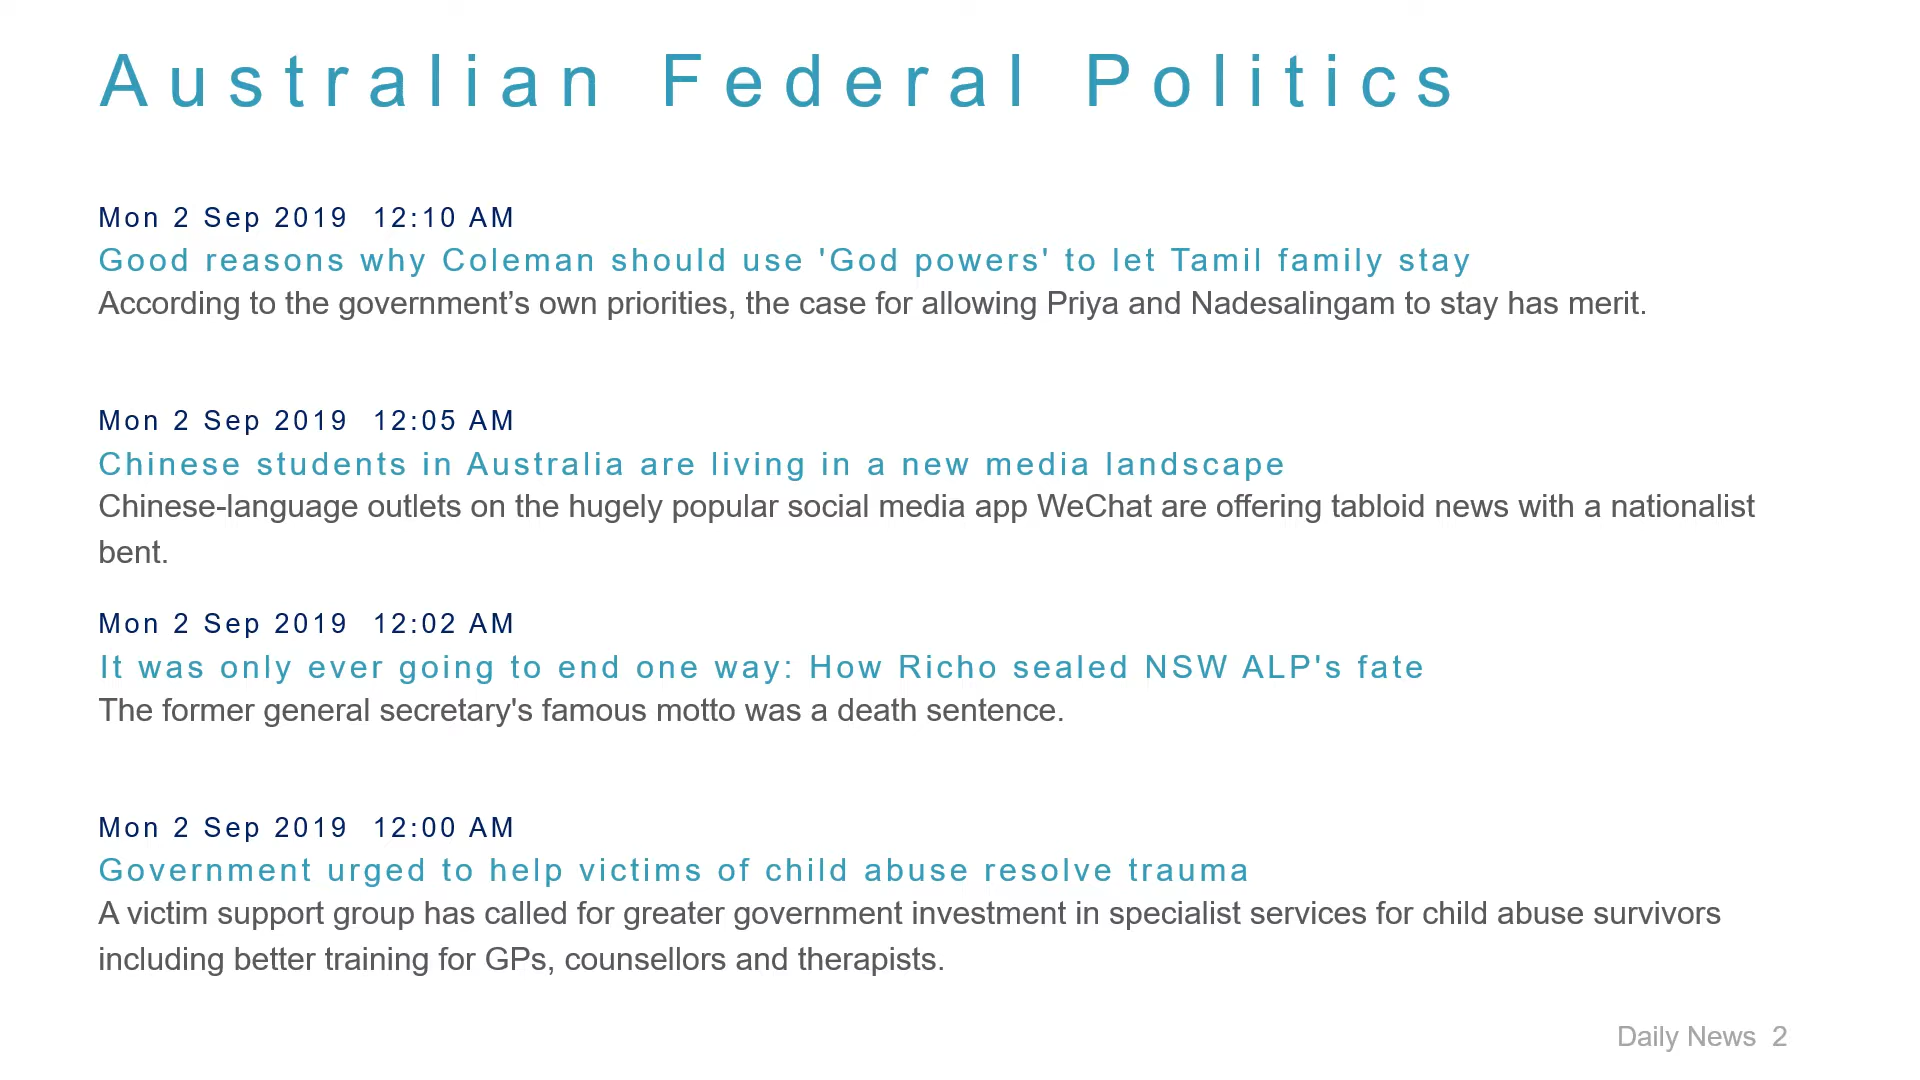 Australian Federal Politics
Mon 2 Sep 2019 12:10 AM
Good reasons why Coleman should use 'God powers' to let Tamil family stay
According to the government’s own priorities, the case for allowing Priya and Nadesalingam to stay has merit.
Mon 2 Sep 2019 12:05 AM
Chinese students in Australia are living in a new media landscape
Chinese-language outlets on the hugely popular social media app WeChat are offering tabloid news with a nationalist
bent.
Mon 2 Sep 2019 12:02 AM
It was only ever going to end one way: How Richo sealed NSW ALP's fate
The former general secretary's famous motto was a death sentence.
Mon 2 Sep 2019 12:00 AM
Government urged to help victims of child abuse resolve trauma
A victim support group has called for greater government investment in specialist services for child abuse survivors
including better training for GPs, counsellors and therapists.
Daily News 2